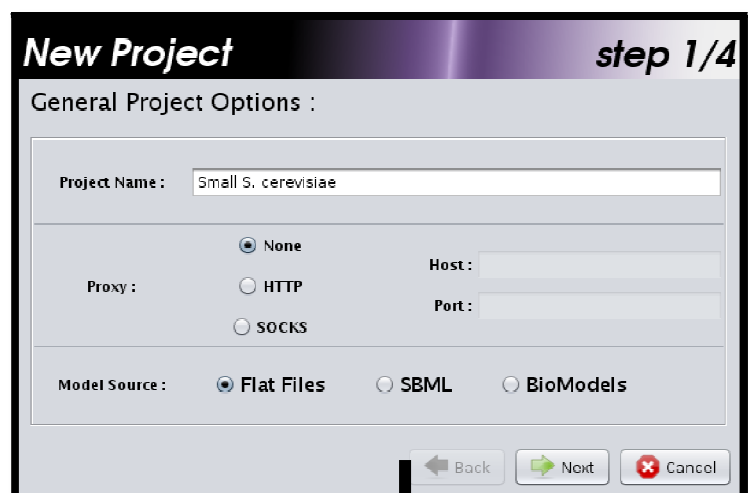 New Project step 1/4
General Project Options :
Project Name : Small S. cerevisiae
None
Host :
Proxy : HTTP
Port :
SOCKS
Model Source : Flat Files SBML BioModels
Back Next Cancel